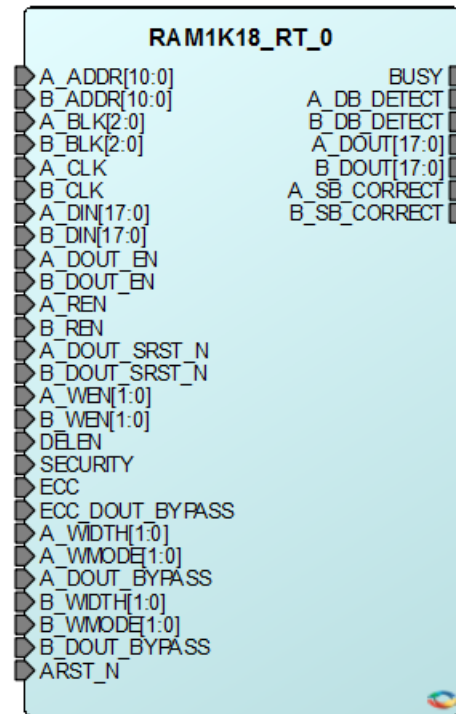 RAM1K18_RT_0
A_ADDR[10:0]
B_ADDR[10:0]
A_BLK[2:0]
B_BLK[2:0]
A_CLK
B_CLK
A_DIN[17:0]
B_DIN[17:0]
A_DOUT_EN
B_DOUT_EN
A_REN
B_REN
A_DOUT_SRST_N
B_DOUT_SRST_N
A_WEN[1:0]
B_WEN[1:0]
DELEN
SECURITY
ECC
ECC_DOUT_BYPASS
A_WIDTH[1:0]
A_WMODE[1:0]
A_DOUT_BYPASS
B_WIDTH[1:0]
B_WMODE[1:0]
B_DOUT_BYPASS
ARST_N
BUSY
A_DB_DETECT
B_DB_DETECT
A_DOUT[17:0]
B_DOUT[17:0]
A_SB_CORRECT
B_SB_CORRECT